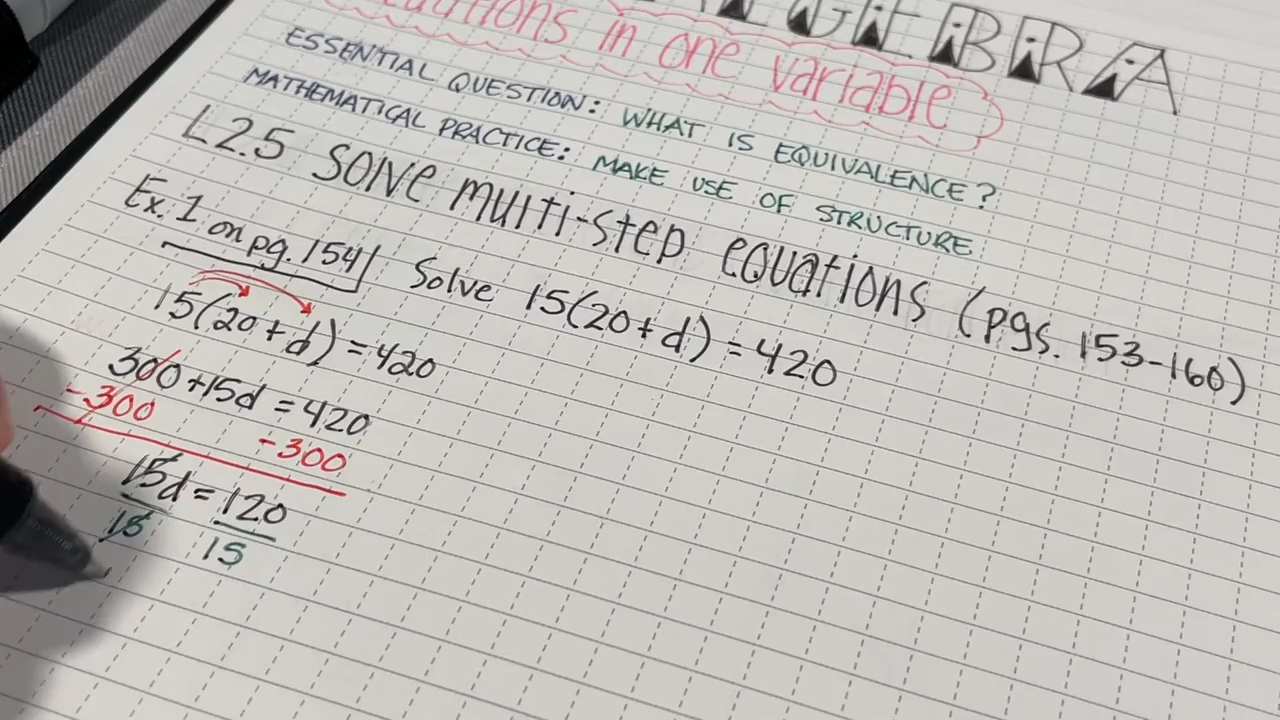 in one variable
ESSENTIAL QUESTION: WHAT IS EQUIVALENCE?
MATHEMATICAL PRACTICE: MAKE USE OF STRUCTURE
L2.5 SOLVE MULTI-STEP EQUATIONS (pgs. 153-160)
Ex. 1 on pg. 154 Solve 15(20+d) = 420
15(20+d) = 420
300+15d = 420
-300 -300
15d = 120
15 15